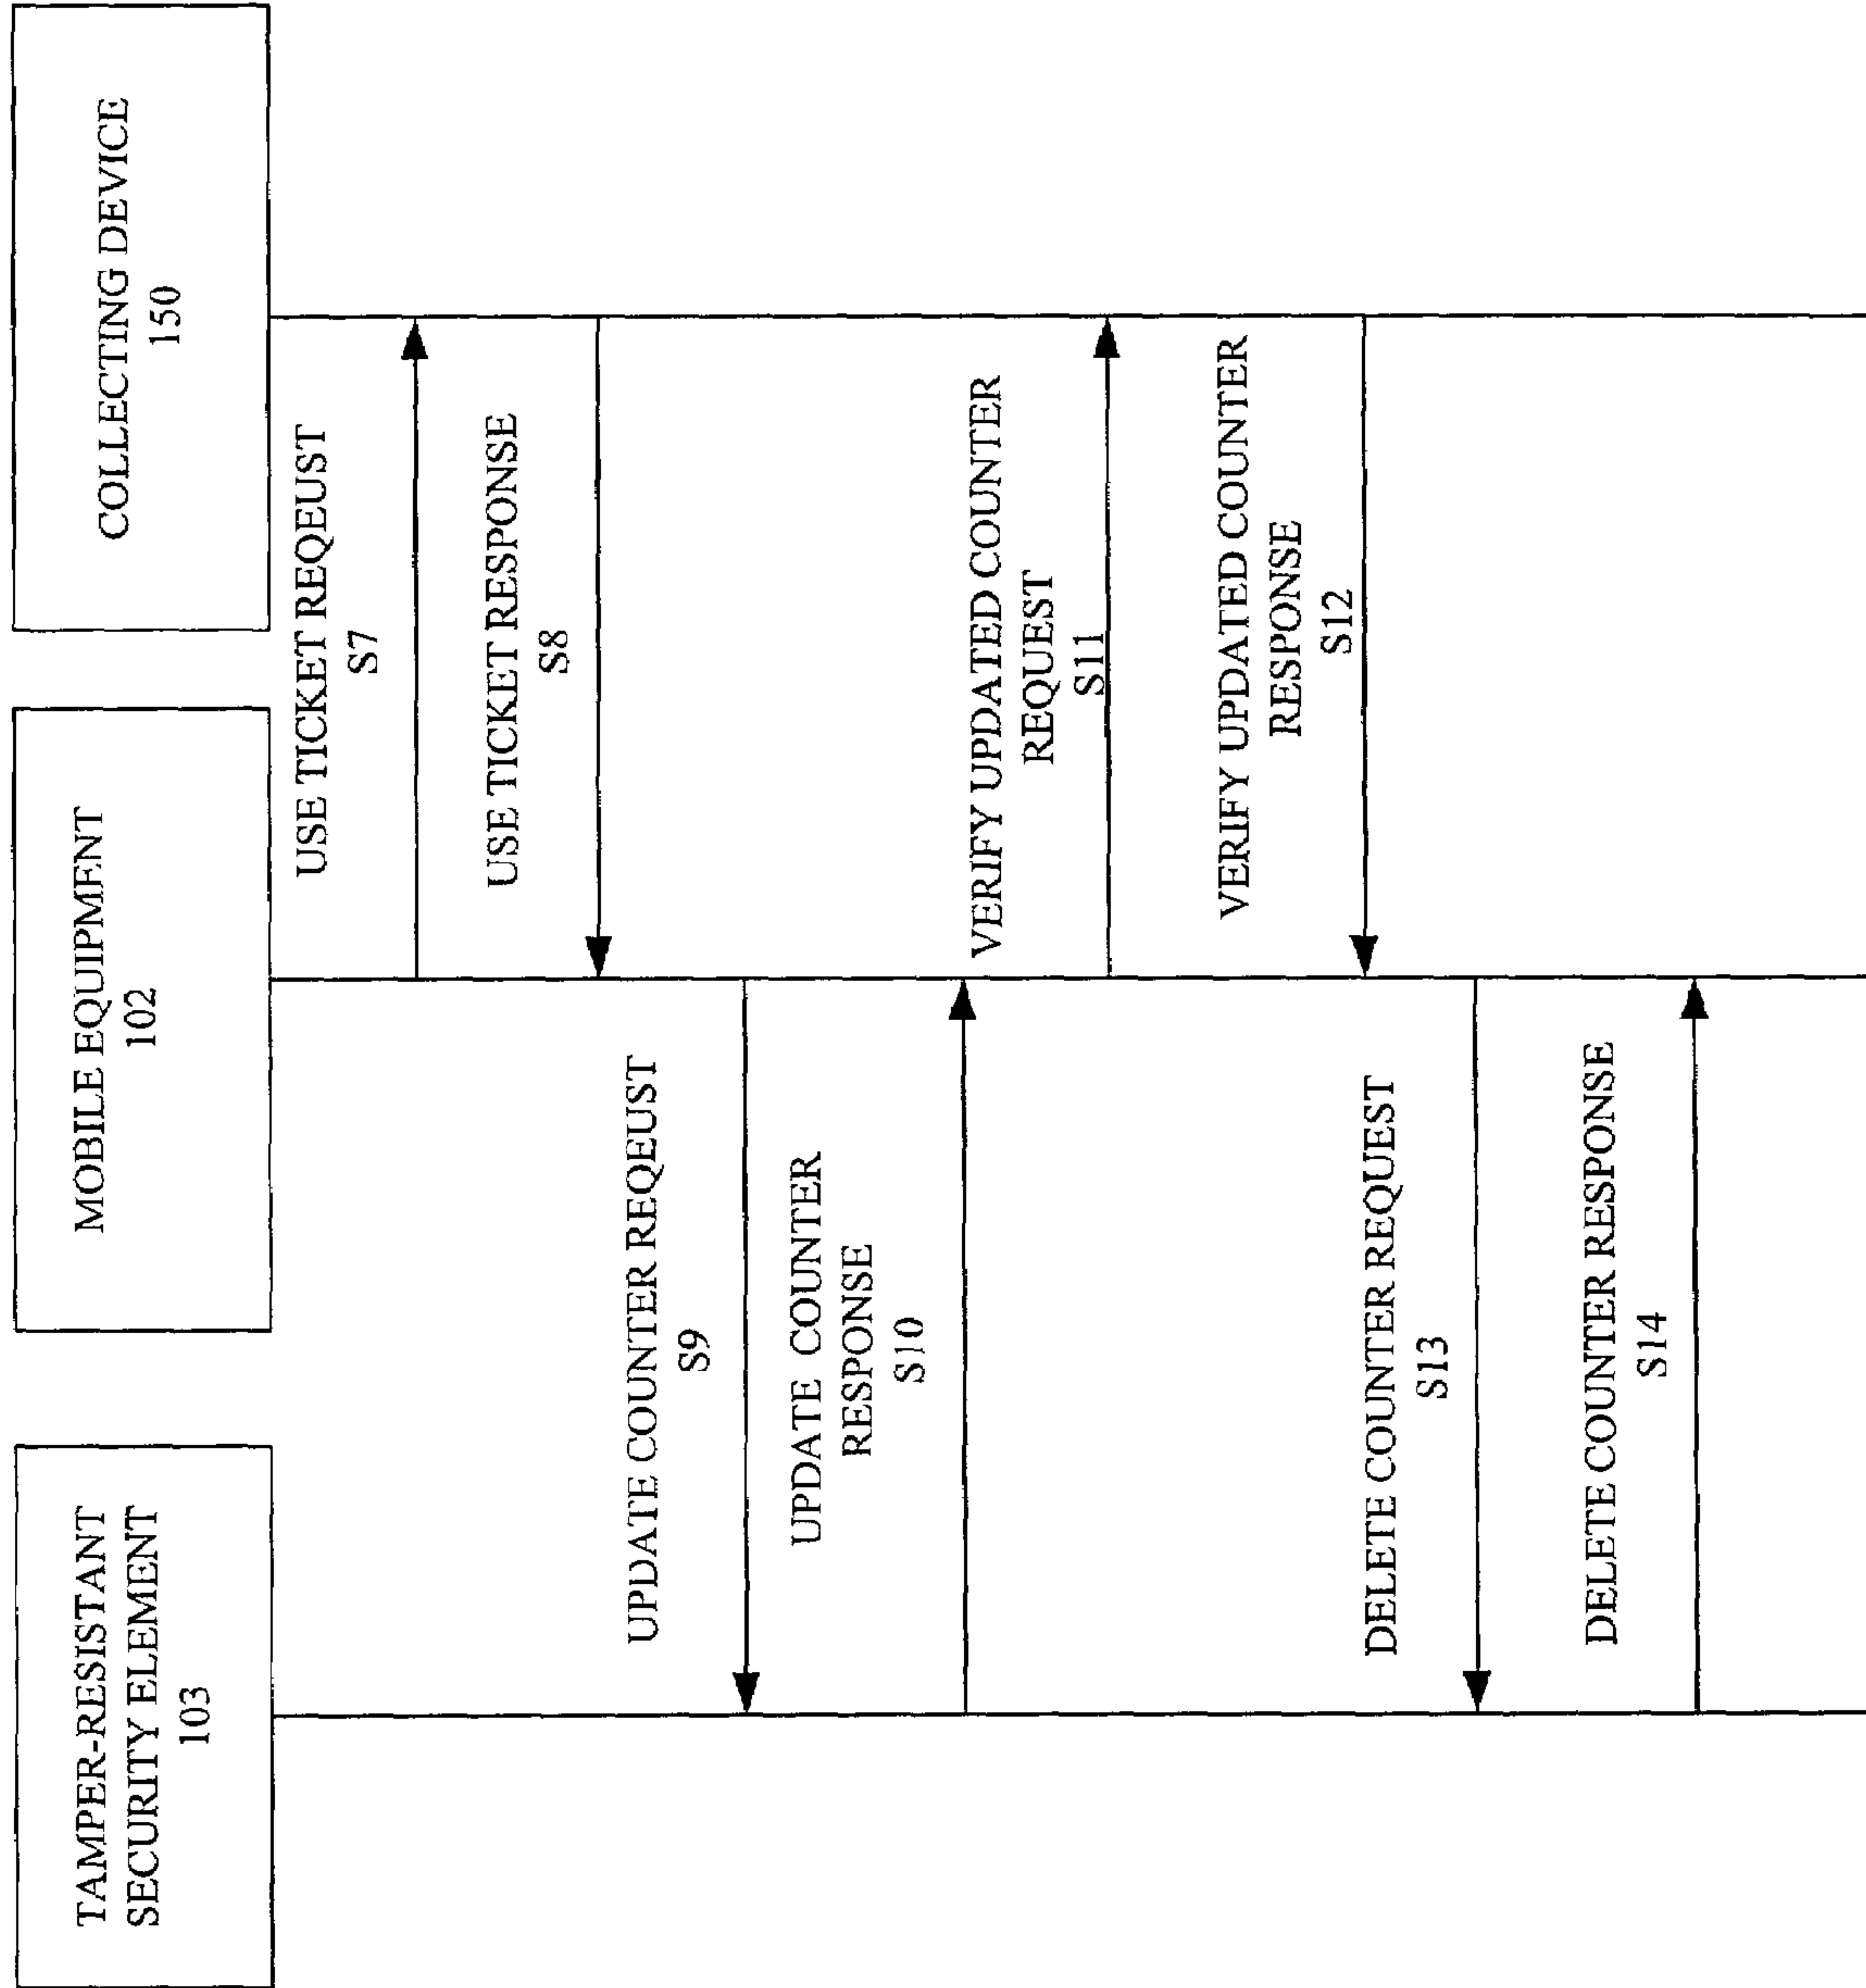 TAMPER-RESISTANT
SECURITY ELEMENT
103
MOBILE EQUIPMENT
102
COLLECTING DEVICE
150
USE TICKET REQEUST
S7
USE TICKET RESPONSE
S8
UPDATE COUNTER REQEUST
S9
UPDATE COUNTER
RESPONSE
S10
VERIFY UPDATED COUNTER
REQUEST
S11
VERIFY UPDATED COUNTER
RESPONSE
S12
DELETE COUNTER REQUEST
S13
DELETE COUNTER RESPONSE
S14